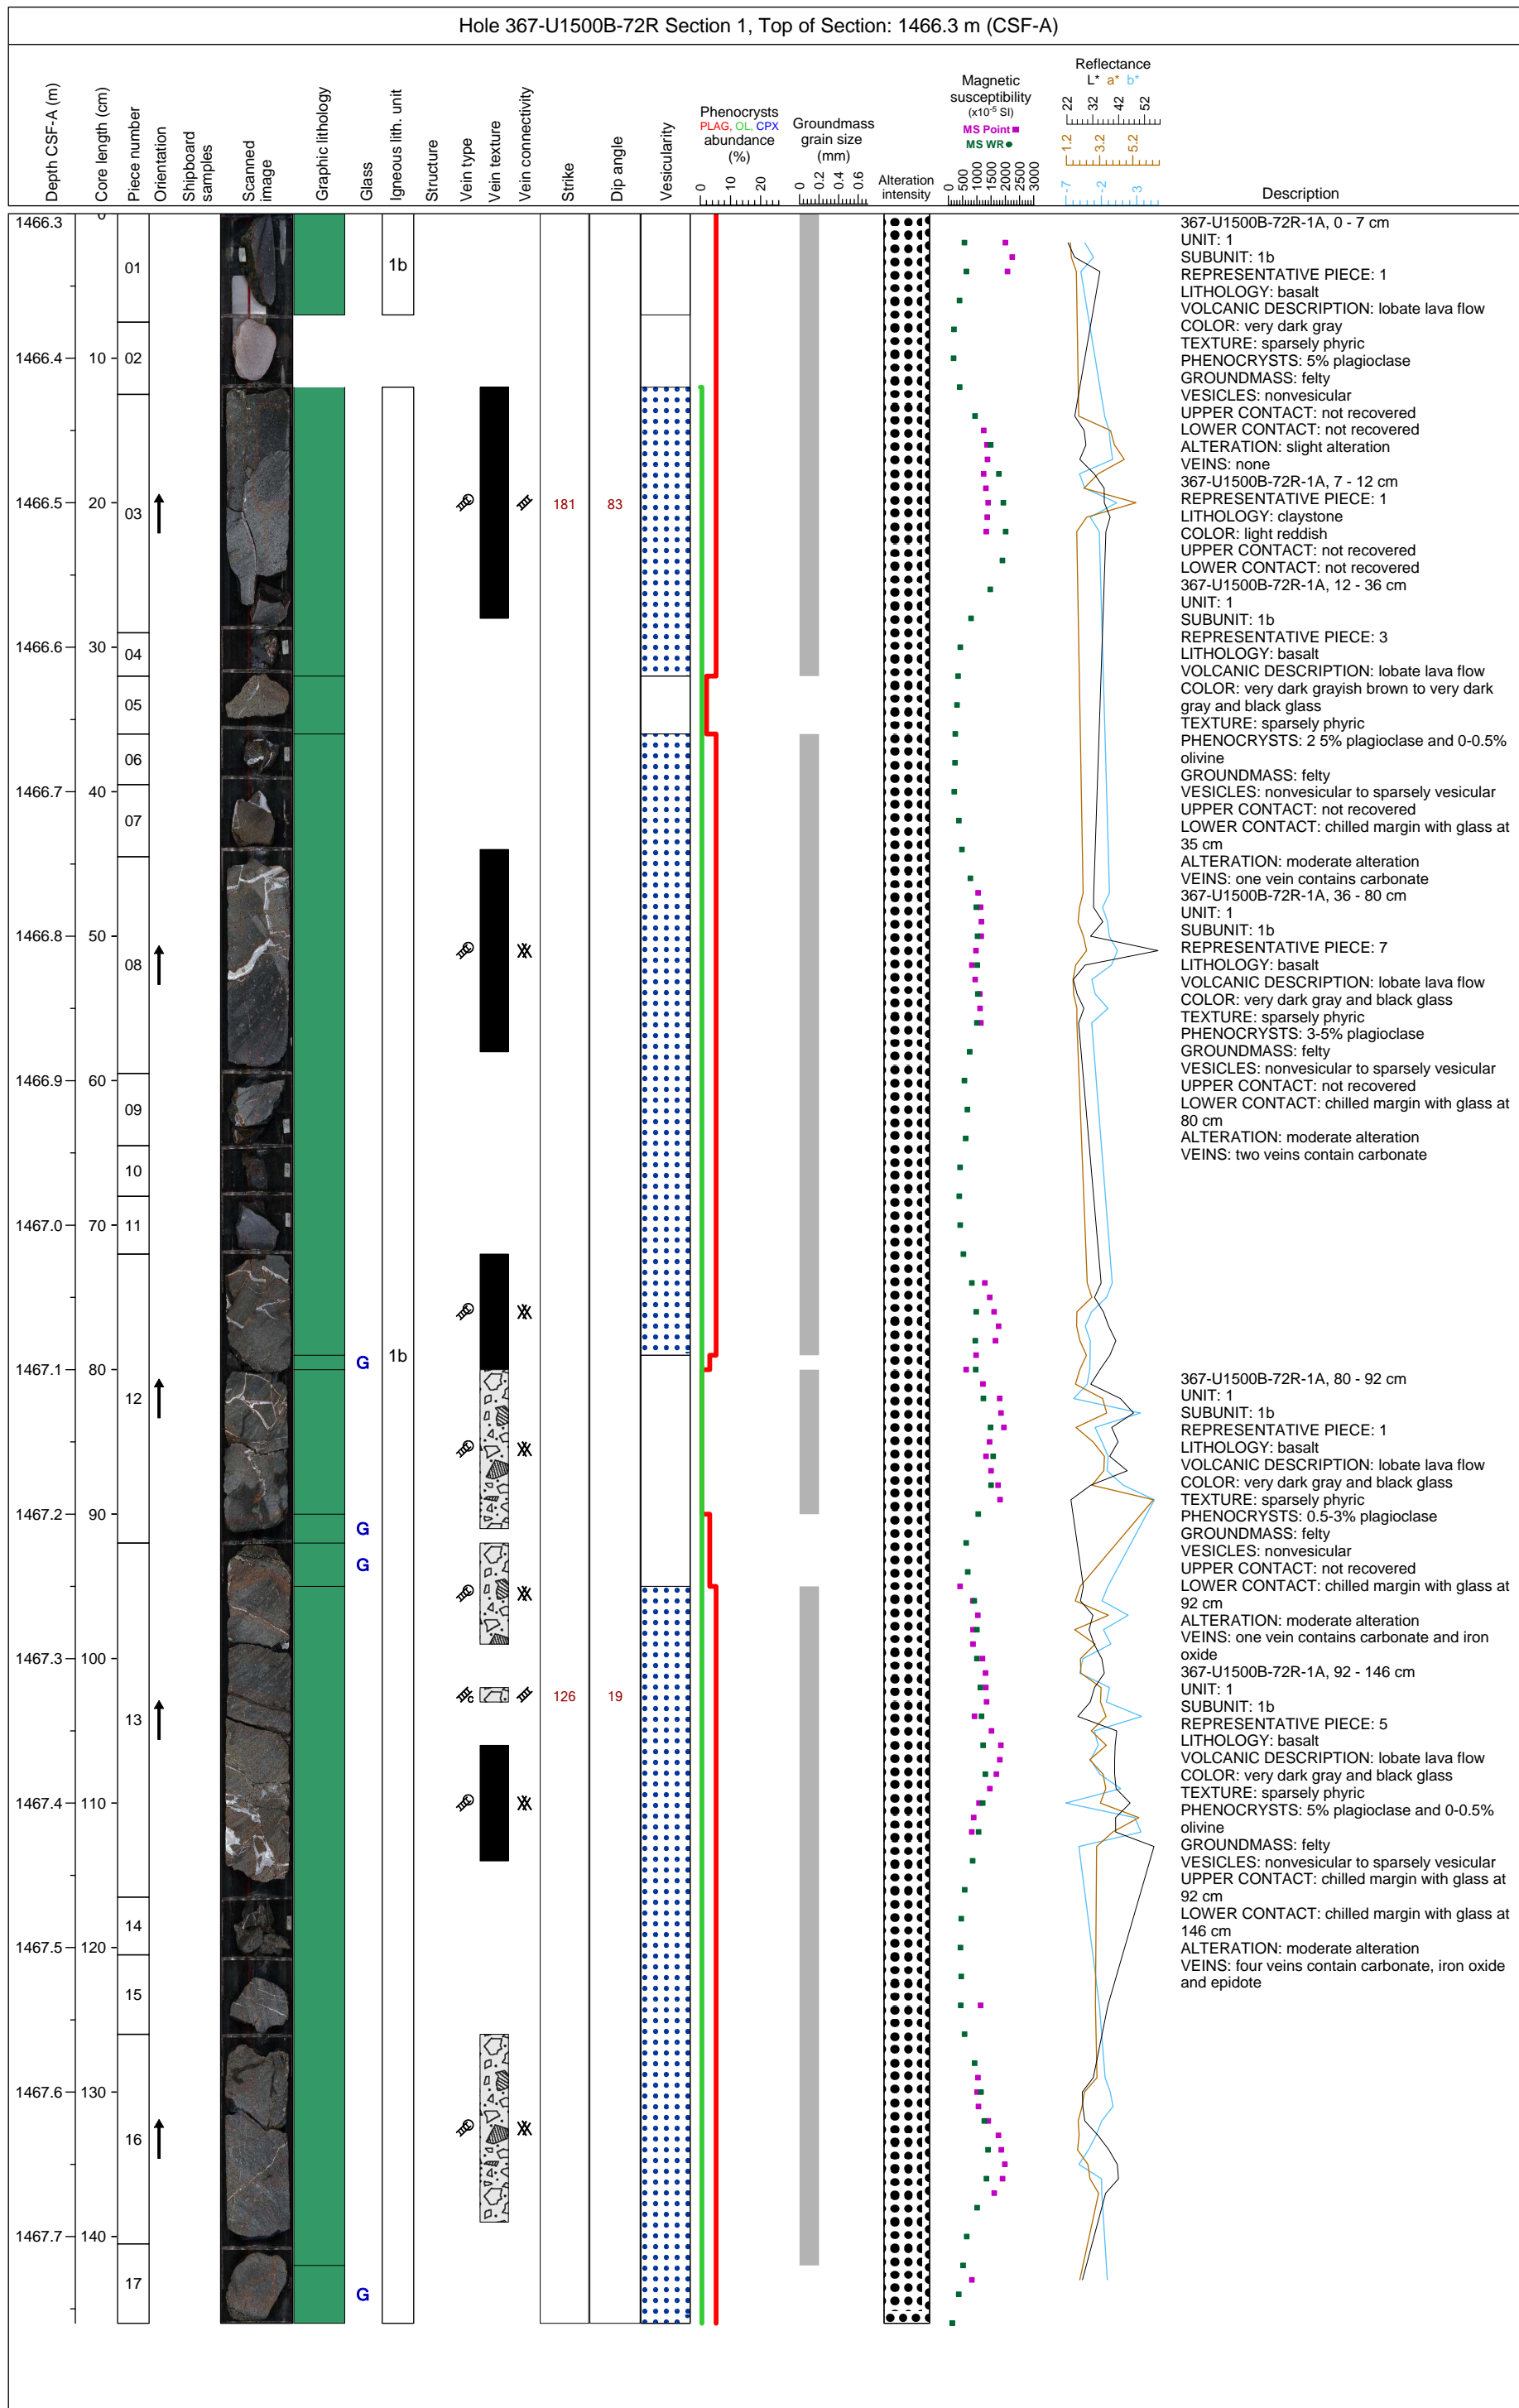 Hole 367-U1500B-72R Section 1, Top of Section: 1466.3 m (CSF-A)
Depth CSF-A (m)
Core length (cm)
Piece number
Orientation
Shipboard
samples
Scanned
image
Graphic lithology
Glass
Igneous lith. unit
Structure
Vein type
Vein texture
Vein connectivity
Strike
Dip angle
Vesicularity
Phenocrysts
PLAG, OL, CPX
abundance
(%)
0 10 20
Groundmass
grain size
(mm)
0 0.2 0.4 0.6
Alteration
intensity
Magnetic
susceptibility
(x10⁻⁵ SI)
MS Point
MS WR
0 500 1000 1500 2000 2500 3000
Reflectance
L* a* b*
22 32 42 52
1.2 3.2 5.2
-7 -2 3
Description
1466.3
1466.4
1466.5
1466.6
1466.7
1466.8
1466.9
1467.0
1467.1
1467.2
1467.3
1467.4
1467.5
1467.6
1467.7
0
10
20
30
40
50
60
70
80
90
100
110
120
130
140
01
02
03
04
05
06
07
08
09
10
11
12
13
14
15
16
17
G
G
G
G
1b
1b
181 83
126 19
367-U1500B-72R-1A, 0 - 7 cm
UNIT: 1
SUBUNIT: 1b
REPRESENTATIVE PIECE: 1
LITHOLOGY: basalt
VOLCANIC DESCRIPTION: lobate lava flow
COLOR: very dark gray
TEXTURE: sparsely phyric
PHENOCRYSTS: 5% plagioclase
GROUNDMASS: felty
VESICLES: nonvesicular
UPPER CONTACT: not recovered
LOWER CONTACT: not recovered
ALTERATION: slight alteration
VEINS: none
367-U1500B-72R-1A, 7 - 12 cm
REPRESENTATIVE PIECE: 1
LITHOLOGY: claystone
COLOR: light reddish
UPPER CONTACT: not recovered
LOWER CONTACT: not recovered
367-U1500B-72R-1A, 12 - 36 cm
UNIT: 1
SUBUNIT: 1b
REPRESENTATIVE PIECE: 3
LITHOLOGY: basalt
VOLCANIC DESCRIPTION: lobate lava flow
COLOR: very dark grayish brown to very dark
gray and black glass
TEXTURE: sparsely phyric
PHENOCRYSTS: 2 5% plagioclase and 0-0.5%
olivine
GROUNDMASS: felty
VESICLES: nonvesicular to sparsely vesicular
UPPER CONTACT: not recovered
LOWER CONTACT: chilled margin with glass at
35 cm
ALTERATION: moderate alteration
VEINS: one vein contains carbonate
367-U1500B-72R-1A, 36 - 80 cm
UNIT: 1
SUBUNIT: 1b
REPRESENTATIVE PIECE: 7
LITHOLOGY: basalt
VOLCANIC DESCRIPTION: lobate lava flow
COLOR: very dark gray and black glass
TEXTURE: sparsely phyric
PHENOCRYSTS: 3-5% plagioclase
GROUNDMASS: felty
VESICLES: nonvesicular to sparsely vesicular
UPPER CONTACT: not recovered
LOWER CONTACT: chilled margin with glass at
80 cm
ALTERATION: moderate alteration
VEINS: two veins contain carbonate
367-U1500B-72R-1A, 80 - 92 cm
UNIT: 1
SUBUNIT: 1b
REPRESENTATIVE PIECE: 1
LITHOLOGY: basalt
VOLCANIC DESCRIPTION: lobate lava flow
COLOR: very dark gray and black glass
TEXTURE: sparsely phyric
PHENOCRYSTS: 0.5-3% plagioclase
GROUNDMASS: felty
VESICLES: nonvesicular
UPPER CONTACT: not recovered
LOWER CONTACT: chilled margin with glass at
92 cm
ALTERATION: moderate alteration
VEINS: one vein contains carbonate and iron
oxide
367-U1500B-72R-1A, 92 - 146 cm
UNIT: 1
SUBUNIT: 1b
REPRESENTATIVE PIECE: 5
LITHOLOGY: basalt
VOLCANIC DESCRIPTION: lobate lava flow
COLOR: very dark gray and black glass
TEXTURE: sparsely phyric
PHENOCRYSTS: 5% plagioclase and 0-0.5%
olivine
GROUNDMASS: felty
VESICLES: nonvesicular to sparsely vesicular
UPPER CONTACT: chilled margin with glass at
92 cm
LOWER CONTACT: chilled margin with glass at
146 cm
ALTERATION: moderate alteration
VEINS: four veins contain carbonate, iron oxide
and epidote